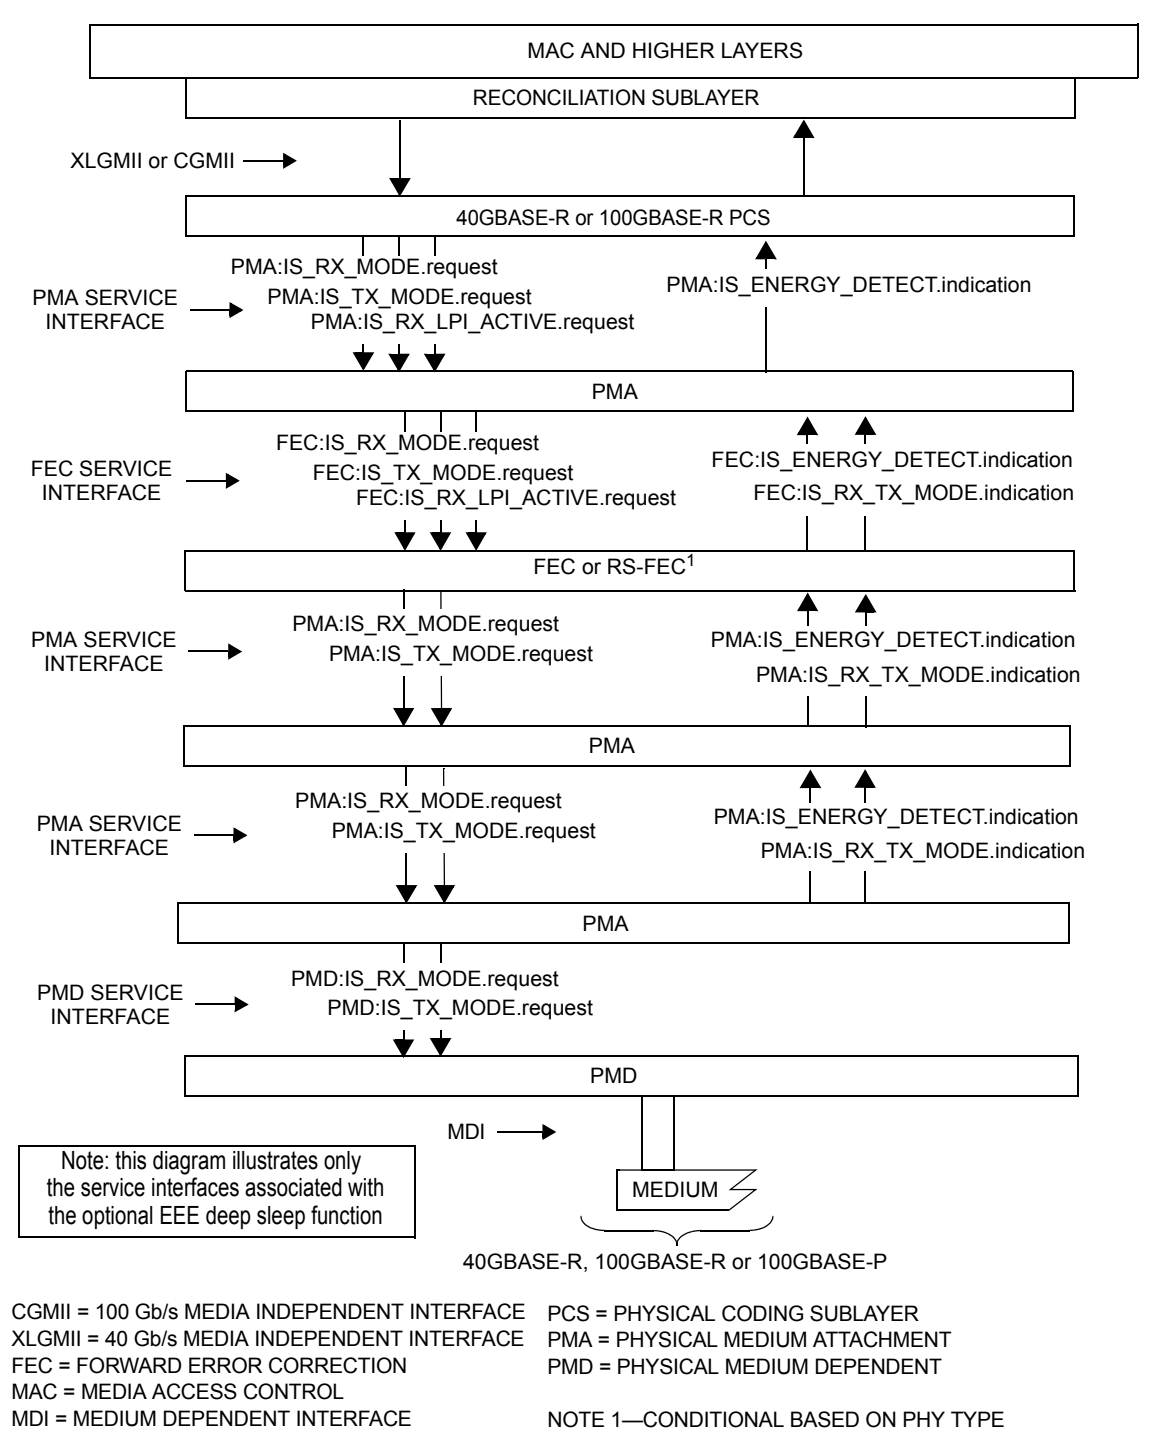 MAC AND HIGHER LAYERS
RECONCILIATION SUBLAYER
XLGMII or CGMII
40GBASE-R or 100GBASE-R PCS
PMA:IS_RX_MODE.request
PMA:IS_TX_MODE.request
PMA:IS_RX_LPI_ACTIVE.request
PMA:IS_ENERGY_DETECT.indication
PMA SERVICE
INTERFACE
PMA
FEC:IS_RX_MODE.request
FEC:IS_TX_MODE.request
FEC:IS_RX_LPI_ACTIVE.request
FEC:IS_ENERGY_DETECT.indication
FEC:IS_RX_TX_MODE.indication
FEC SERVICE
INTERFACE
FEC or RS-FEC1
PMA:IS_RX_MODE.request
PMA:IS_TX_MODE.request
PMA:IS_ENERGY_DETECT.indication
PMA:IS_RX_TX_MODE.indication
PMA SERVICE
INTERFACE
PMA
PMA:IS_RX_MODE.request
PMA:IS_TX_MODE.request
PMA:IS_ENERGY_DETECT.indication
PMA:IS_RX_TX_MODE.indication
PMA SERVICE
INTERFACE
PMA
PMD:IS_RX_MODE.request
PMD:IS_TX_MODE.request
PMD SERVICE
INTERFACE
PMD
MDI
MEDIUM
Note: this diagram illustrates only
the service interfaces associated with
the optional EEE deep sleep function
40GBASE-R, 100GBASE-R or 100GBASE-P
CGMII = 100 Gb/s MEDIA INDEPENDENT INTERFACE
XLGMII = 40 Gb/s MEDIA INDEPENDENT INTERFACE
FEC = FORWARD ERROR CORRECTION
MAC = MEDIA ACCESS CONTROL
MDI = MEDIUM DEPENDENT INTERFACE
PCS = PHYSICAL CODING SUBLAYER
PMA = PHYSICAL MEDIUM ATTACHMENT
PMD = PHYSICAL MEDIUM DEPENDENT
NOTE 1—CONDITIONAL BASED ON PHY TYPE